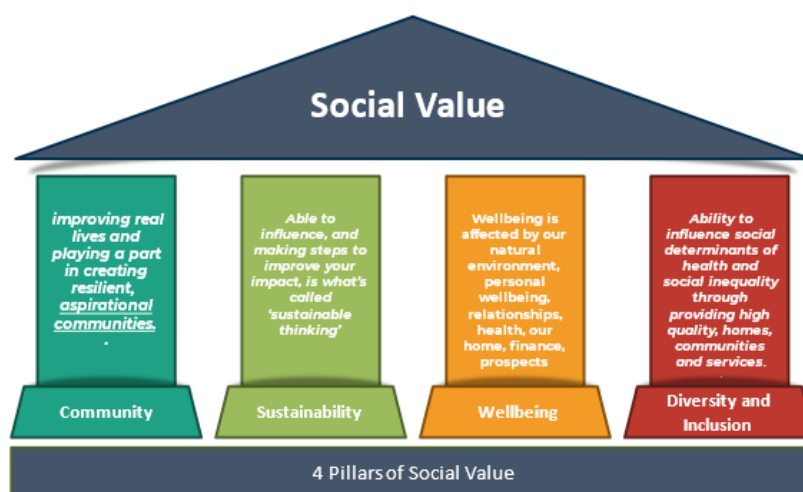 Social Value
improving real
lives and
playing a part
in creating
resilient,
aspirational
communities.
.
Able to
influence, and
making steps to
improve your
impact, is what's
called
'sustainable
thinking'
Wellbeing is
affected by our
natural
environment,
personal
wellbeing,
relationships,
health, our
home, finance,
prospects
Ability to
influence social
determinants of
health and
social inequality
through
providing high
quality, homes,
communities
and services.
.
Community
Sustainability
Wellbeing
Diversity and
Inclusion
4 Pillars of Social Value